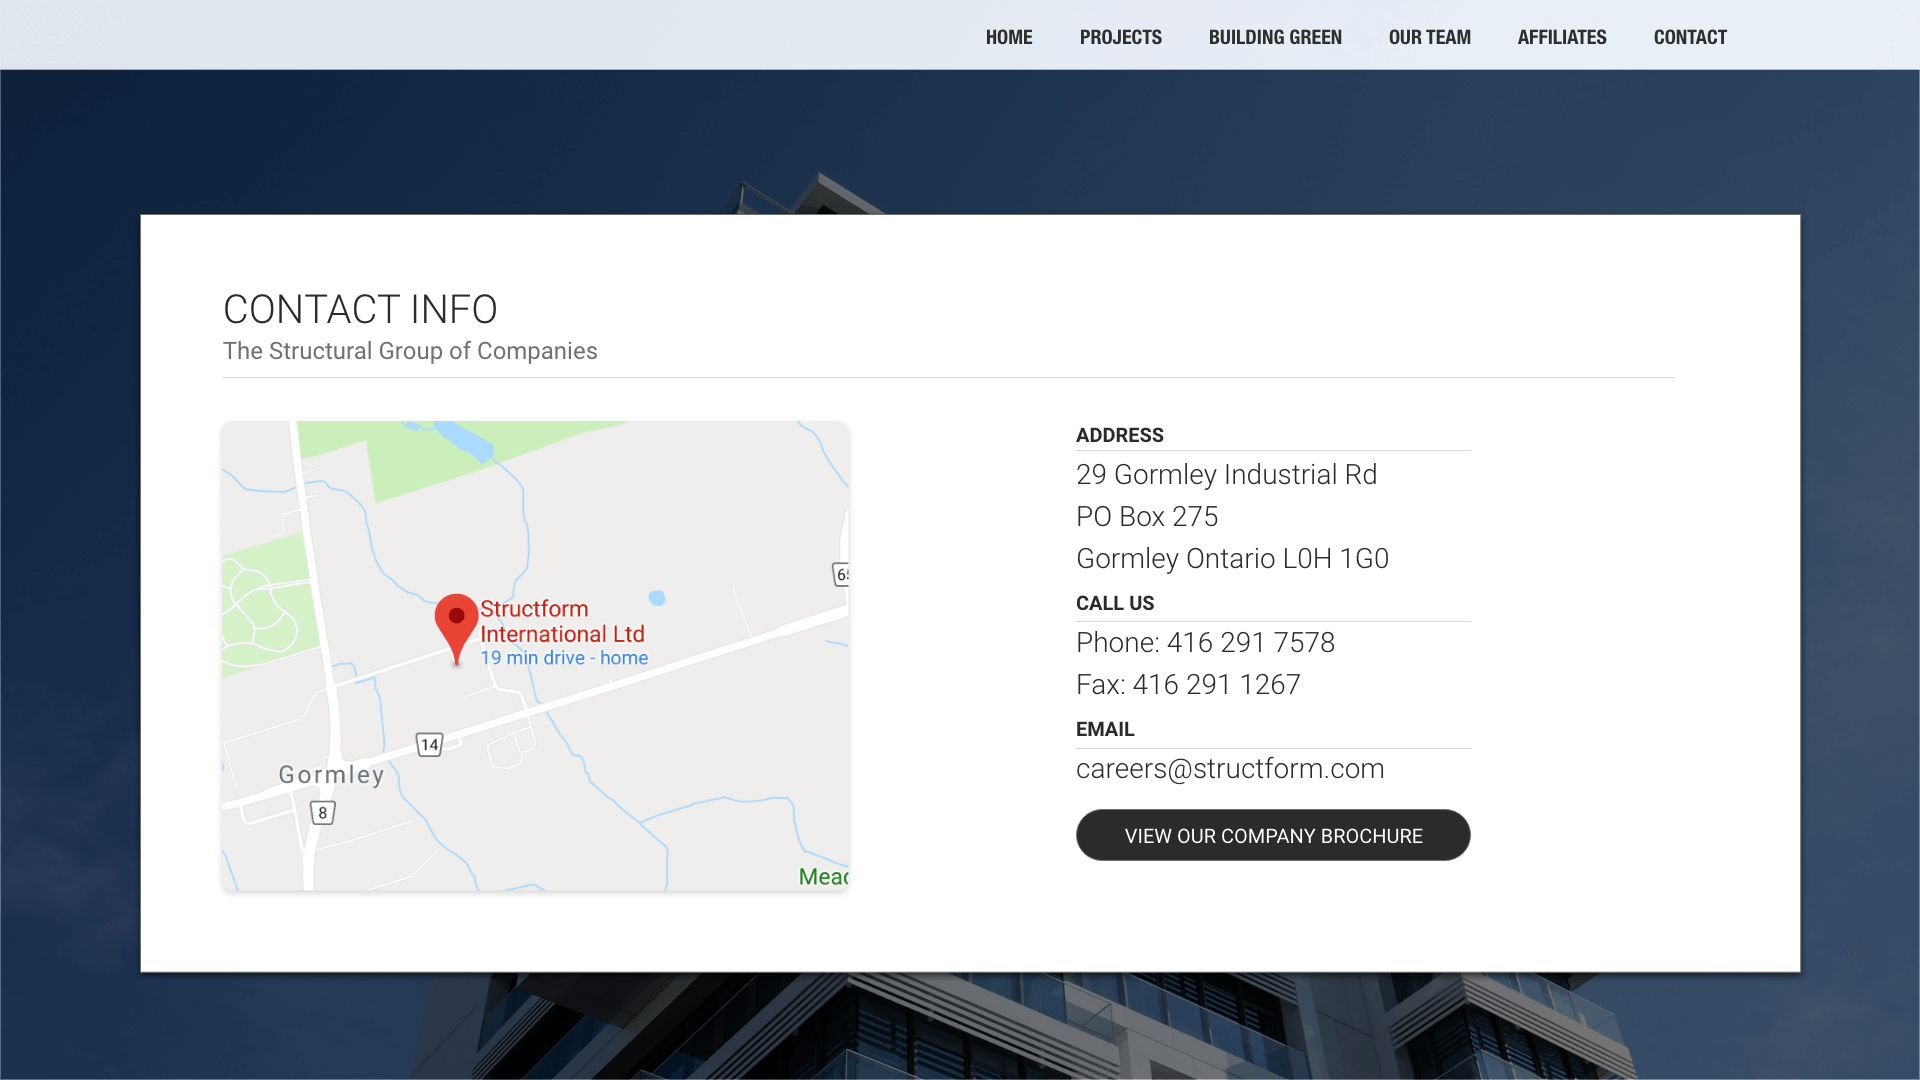 HOME PROJECTS BUILDING GREEN OUR TEAM AFFILIATES CONTACT
CONTACT INFO
The Structural Group of Companies
Structform
International Ltd
19 min drive - home
65
14
Gormley
8
Mead
ADDRESS
29 Gormley Industrial Rd
PO Box 275
Gormley Ontario L0H 1G0
CALL US
Phone: 416 291 7578
Fax: 416 291 1267
EMAIL
careers@structform.com
VIEW OUR COMPANY BROCHURE